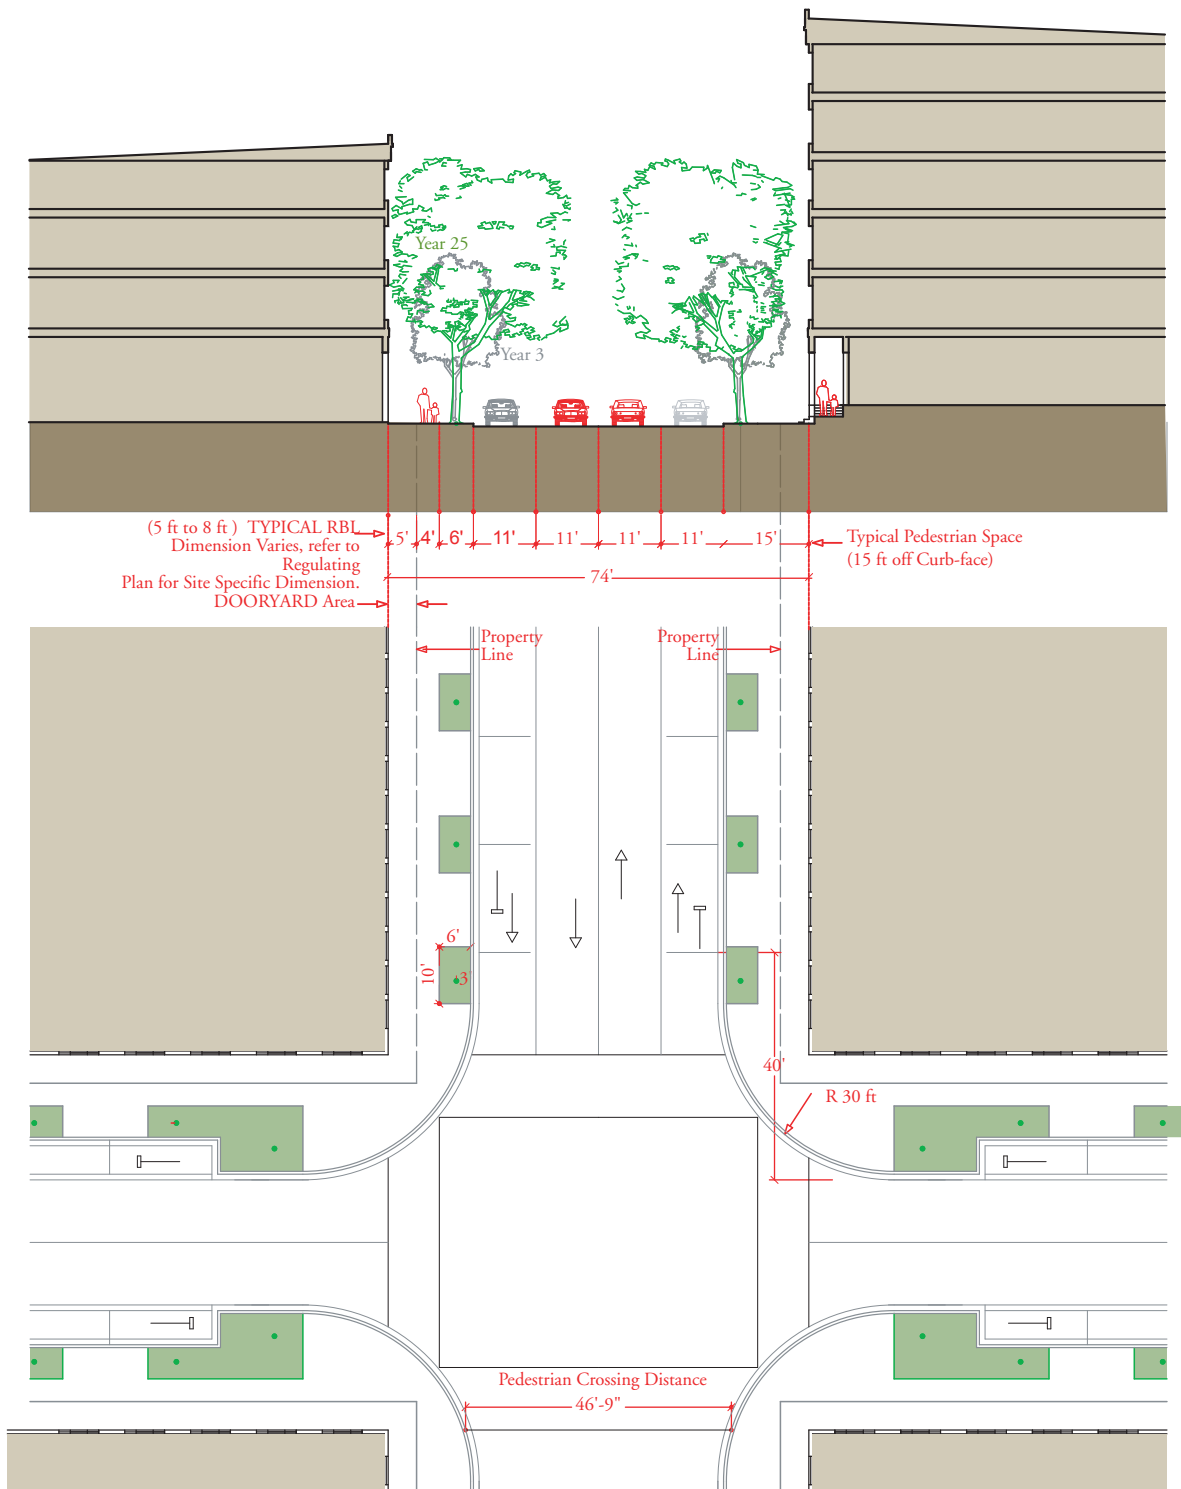 Year 25
Year 3
(5 ft to 8 ft ) TYPICAL RBL
Dimension Varies, refer to
Regulating
Plan for Site Specific Dimension.
DOORYARD Area
5' 4' 6' 11' 11' 11' 11' 15'
74'
Typical Pedestrian Space
(15 ft off Curb-face)
Property
Line
Property
Line
6'
10'
3'
40'
R 30 ft
Pedestrian Crossing Distance
46'-9"